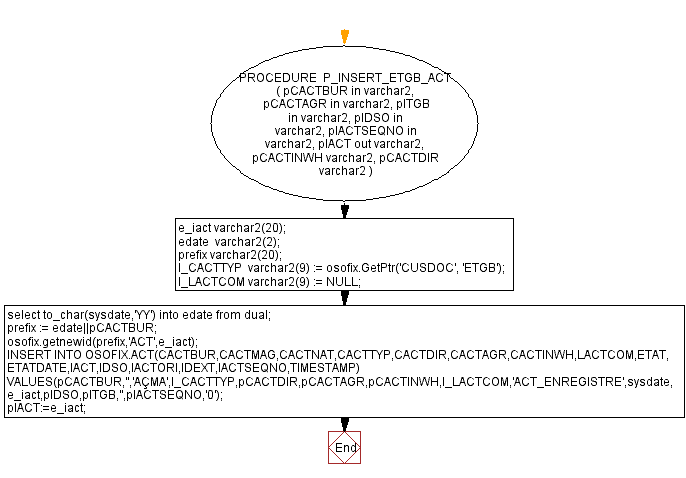 PROCEDURE P_INSERT_ETGB_ACT
( pCACTBUR in varchar2,
pCACTAGR in varchar2, pITGB
in varchar2, pIDSO in
varchar2, pIACTSEQNO in
varchar2, pIACT out varchar2,
pCACTINWH varchar2, pCACTDIR
varchar2 )
e_iact varchar2(20);
edate varchar2(2);
prefix varchar2(20);
l_CACTTYP varchar2(9) := osofix.GetPtr('CUSDOC', 'ETGB');
l_LACTCOM varchar2(9) := NULL;
select to_char(sysdate,'YY') into edate from dual;
prefix := edate||pCACTBUR;
osofix.getnewid(prefix,'ACT',e_iact);
INSERT INTO OSOFIX.ACT(CACTBUR,CACTMAG,CACTNAT,CACTTYP,CACTDIR,CACTAGR,CACTINWH,LACTCOM,ETAT,
ETATDATE,IACT,IDSO,IACTORI,IDEXT,IACTSEQNO,TIMESTAMP)
VALUES(pCACTBUR,'','AÇMA',l_CACTTYP,pCACTDIR,pCACTAGR,pCACTINWH,l_LACTCOM,'ACT_ENREGISTRE',sysdate,
e_iact,pIDSO,pITGB,'',pIACTSEQNO,'0');
pIACT:=e_iact;
End